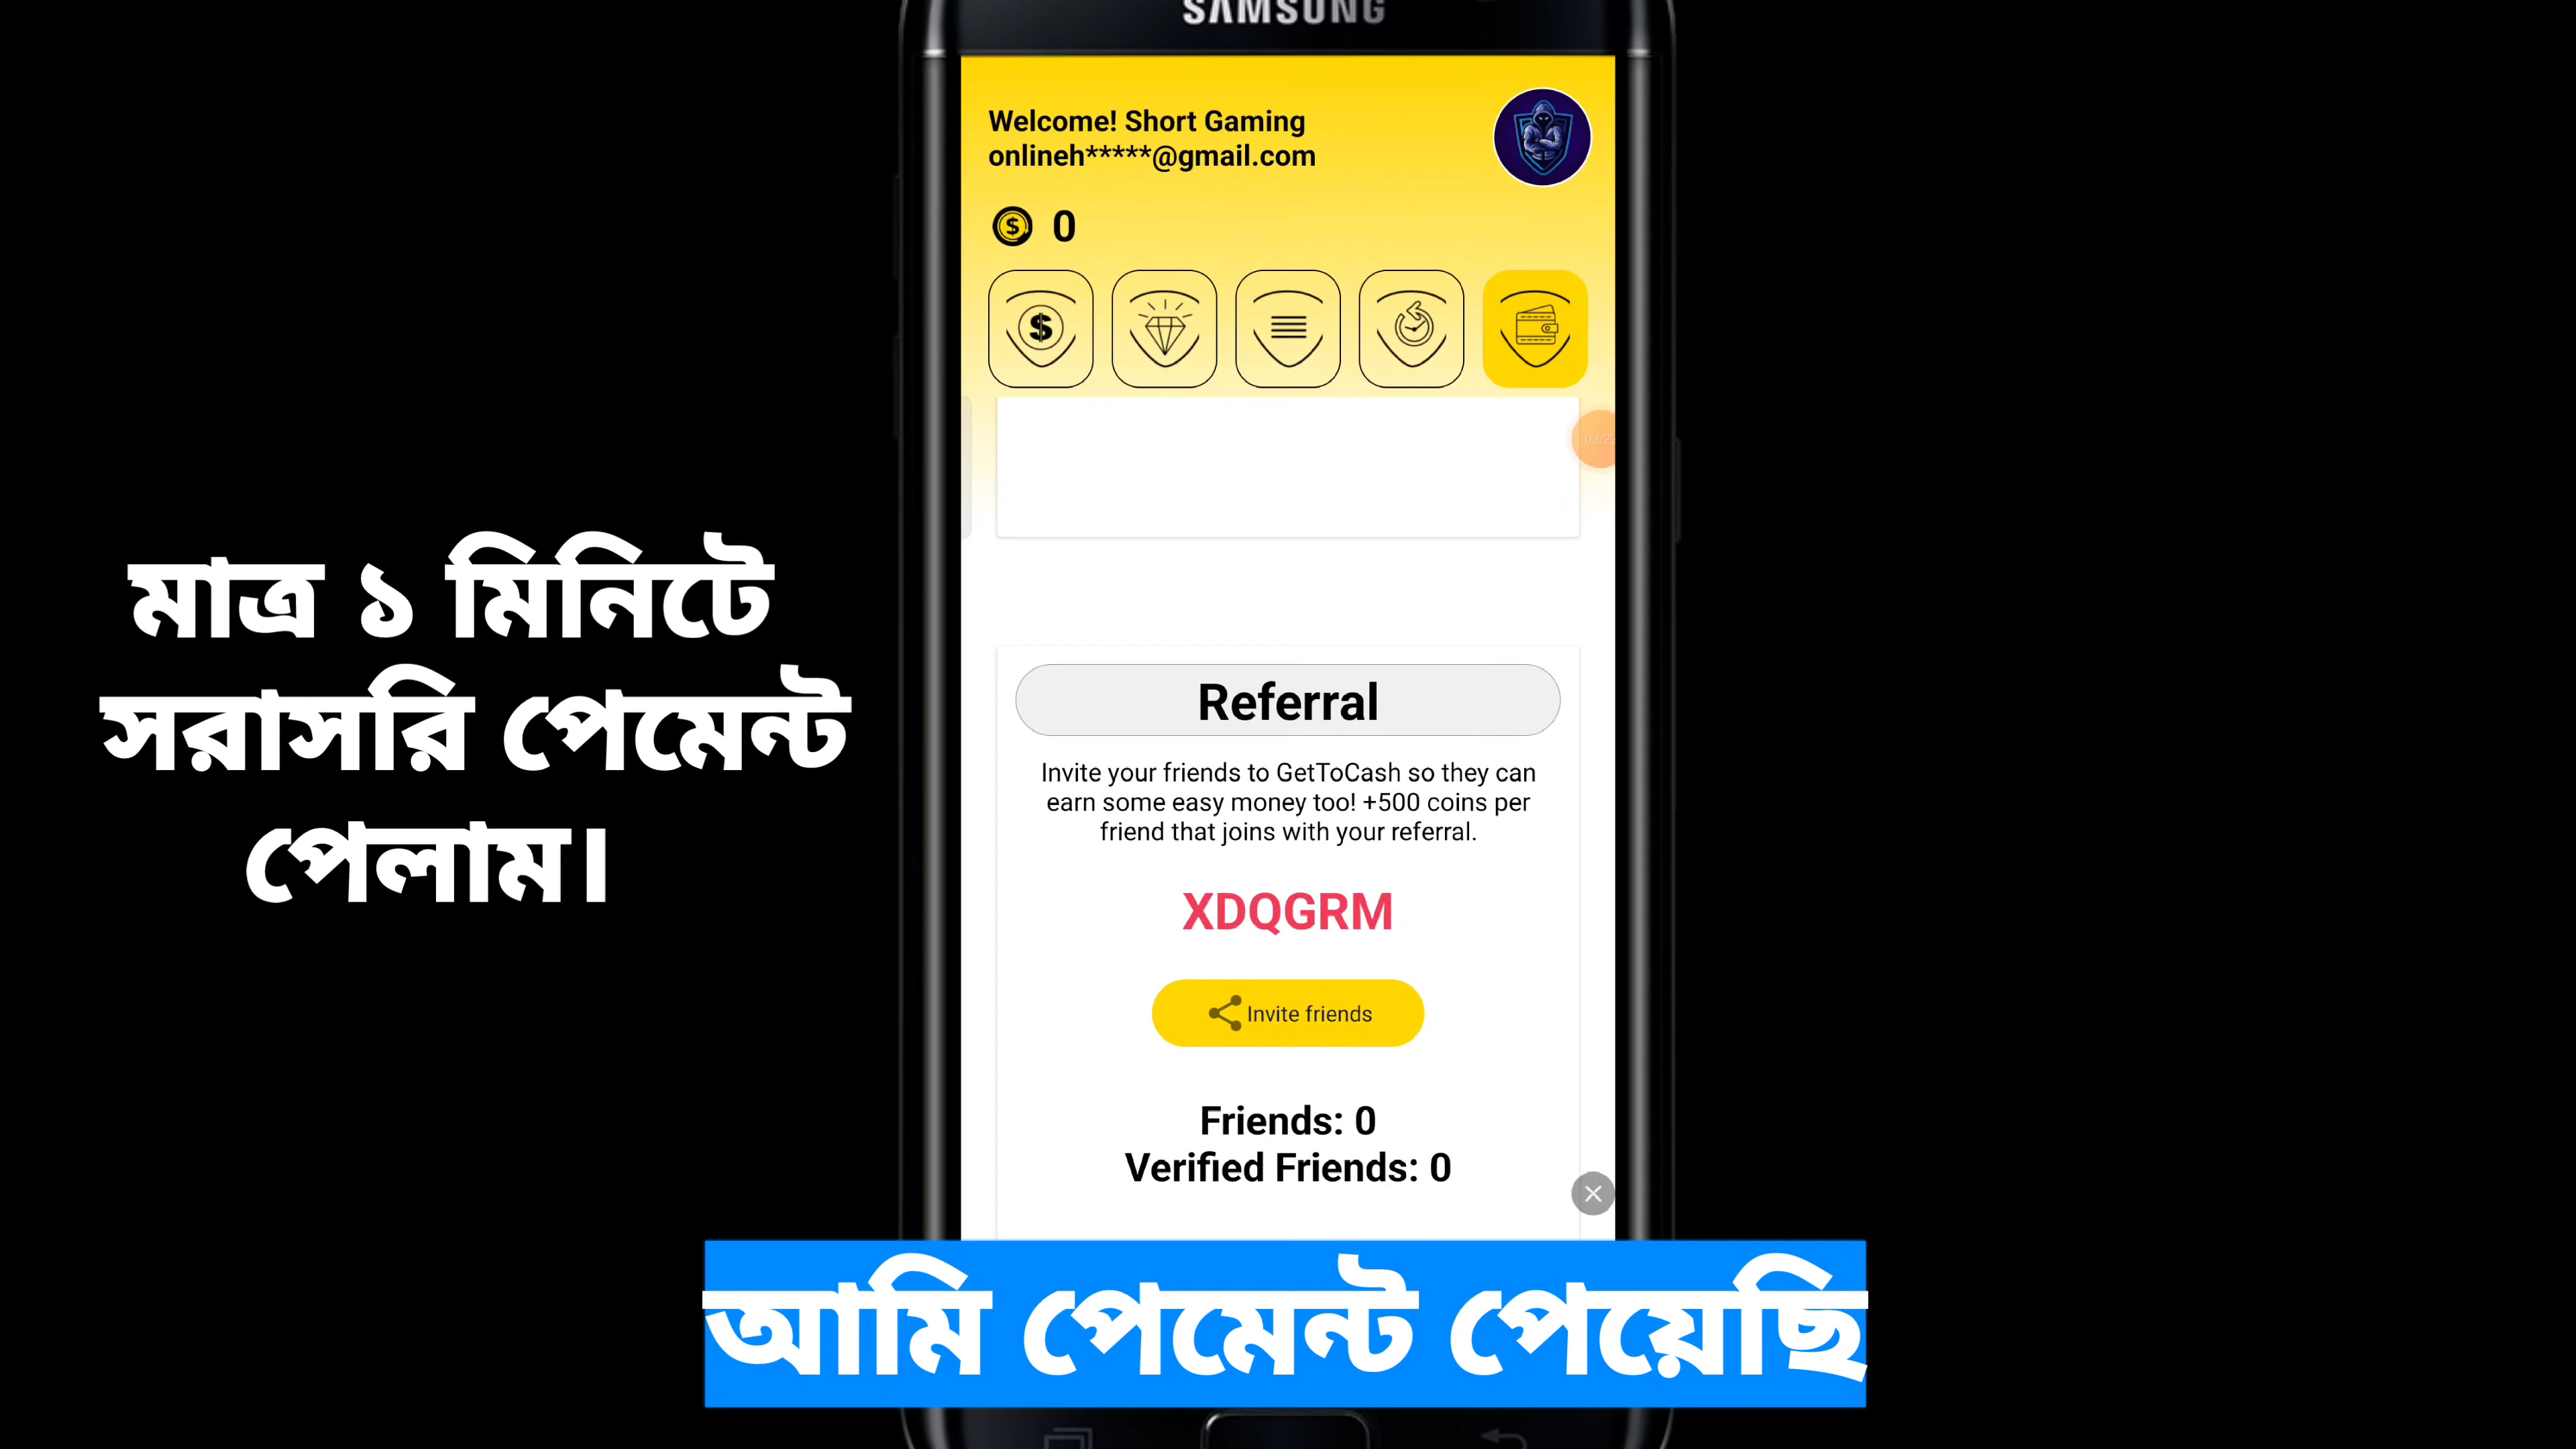 SAMSUNG
Welcome! Short Gaming
onlineh*****@gmail.com
0
মাত্র ১ মিনিটে
সরাসরি পেমেন্ট
পেলাম।
Referral
Invite your friends to GetToCash so they can
earn some easy money too! +500 coins per
friend that joins with your referral.
XDQGRM
Invite friends
Friends: 0
Verified Friends: 0
আমি পেমেন্ট পেয়েছি